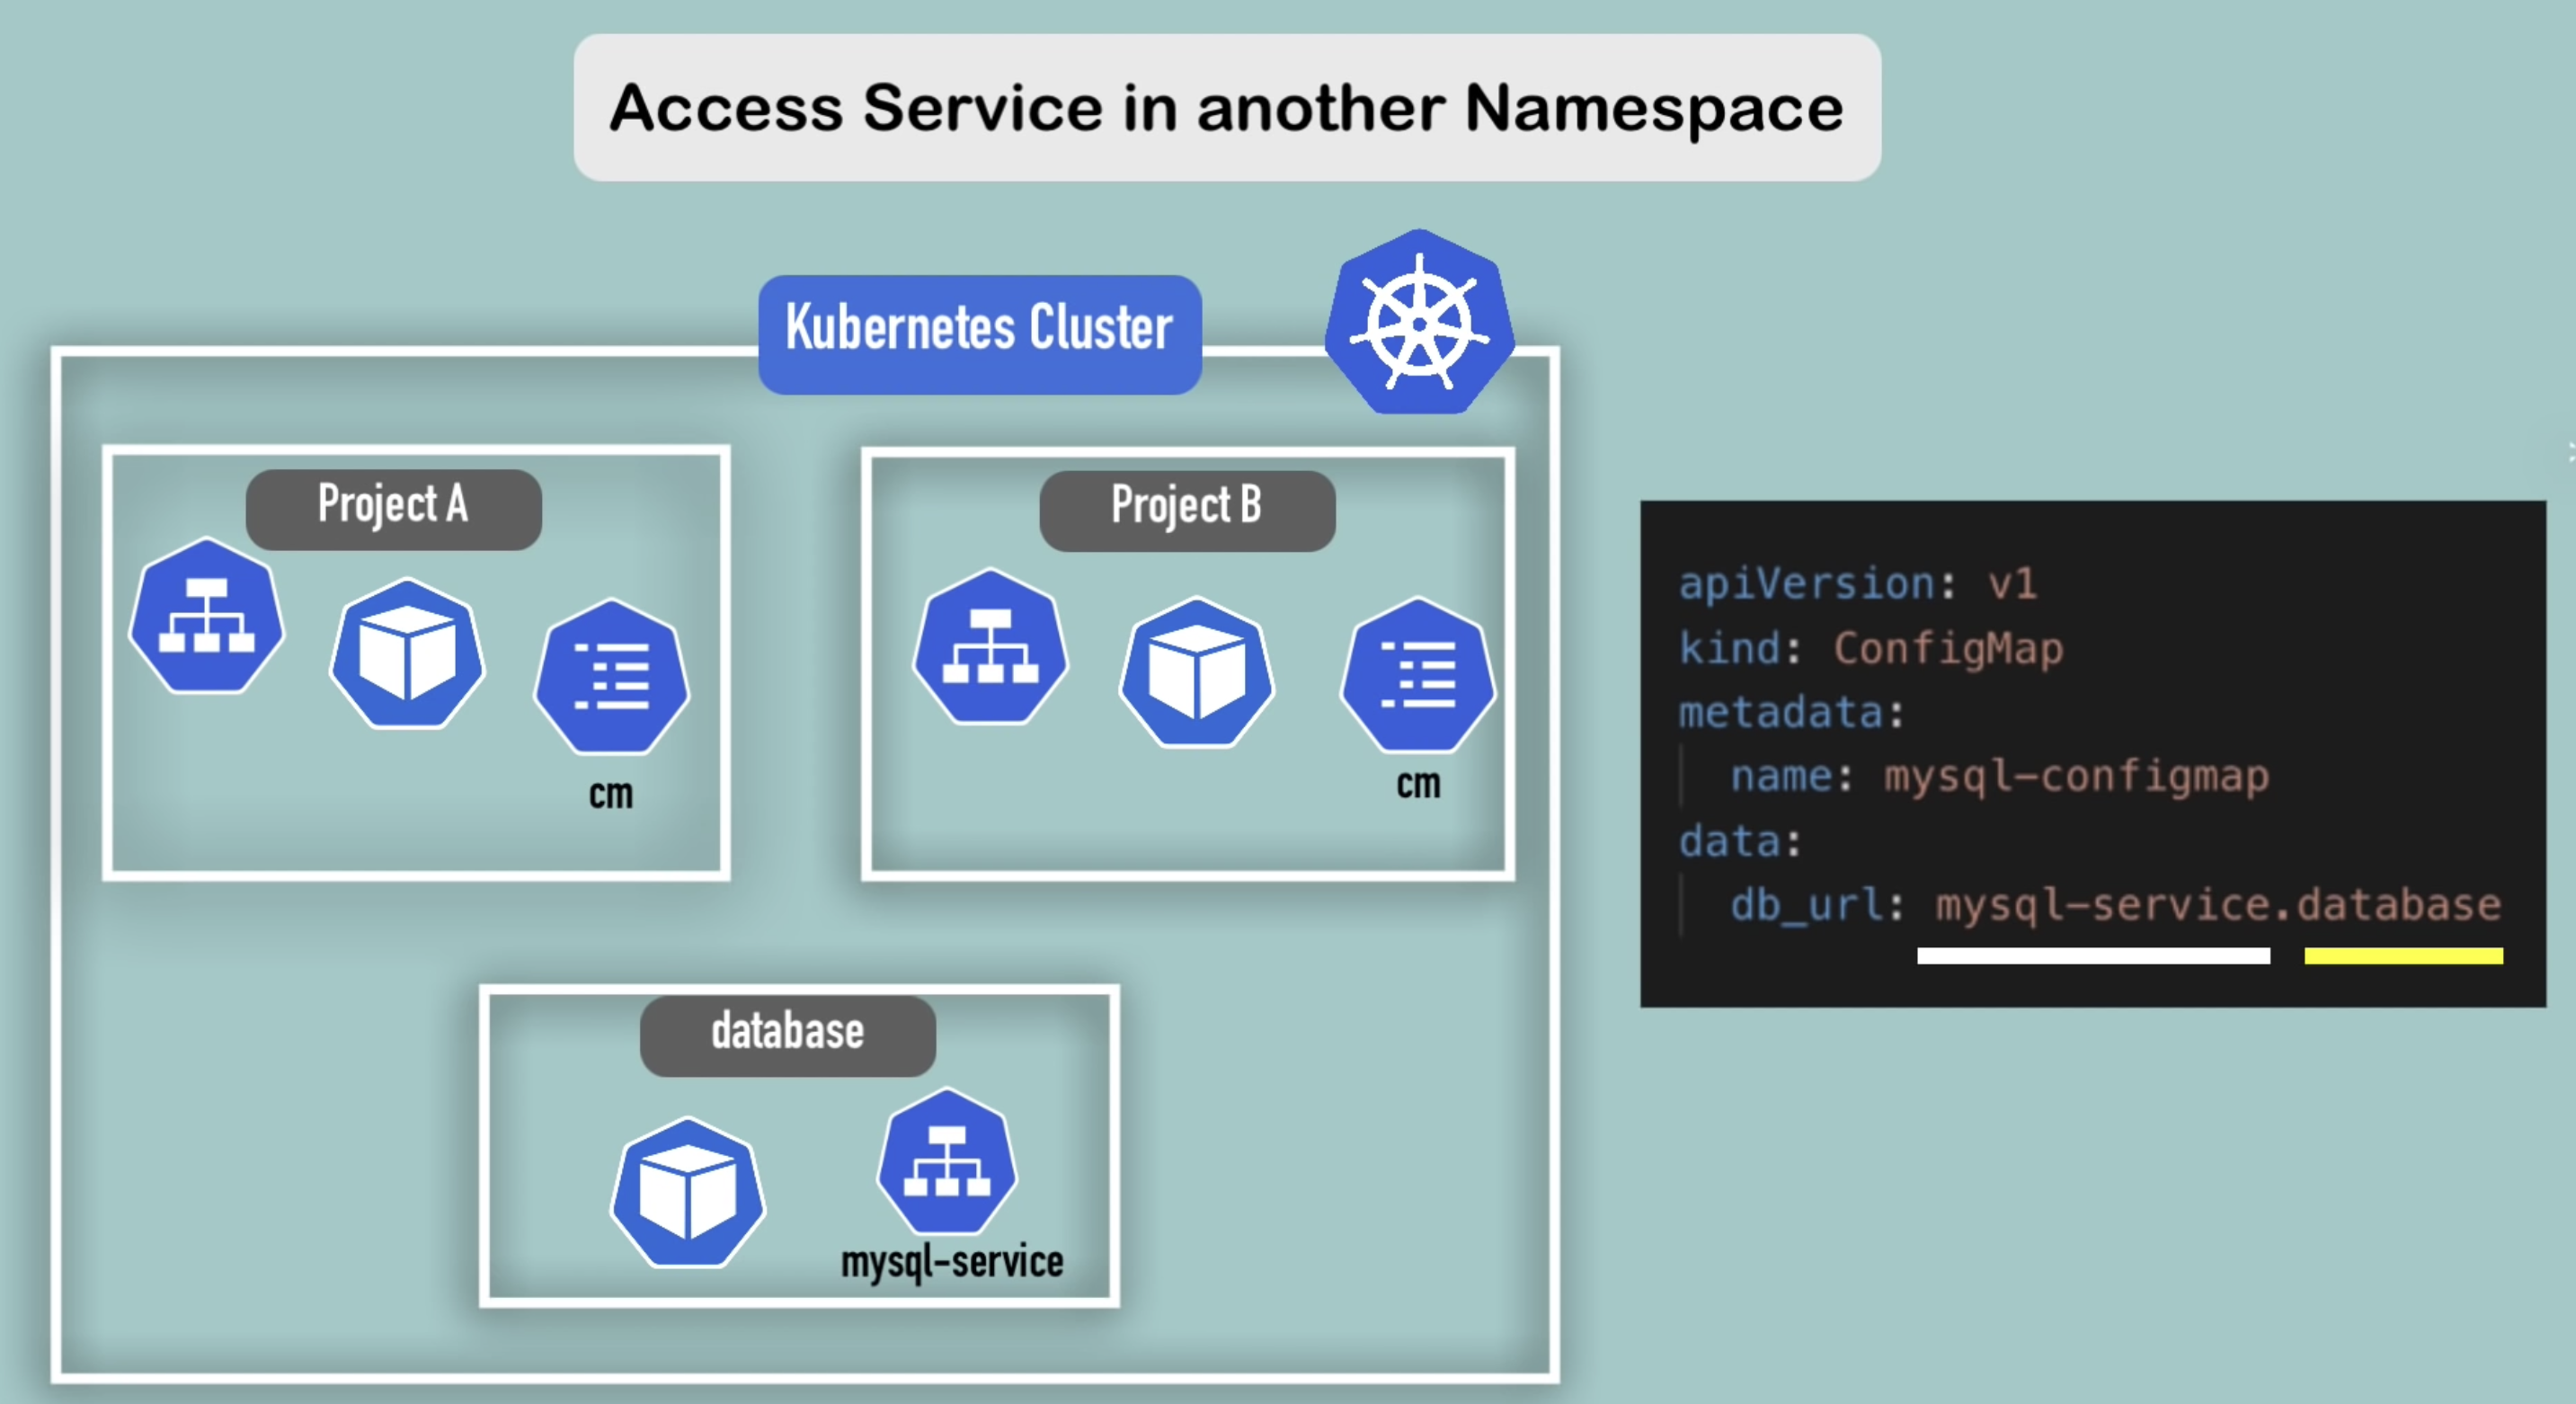 Access Service in another Namespace
Kubernetes Cluster
Project A
cm
Project B
cm
database
mysql-service
apiVersion: v1
kind: ConfigMap
metadata:
  name: mysql-configmap
data:
  db_url: mysql-service.database